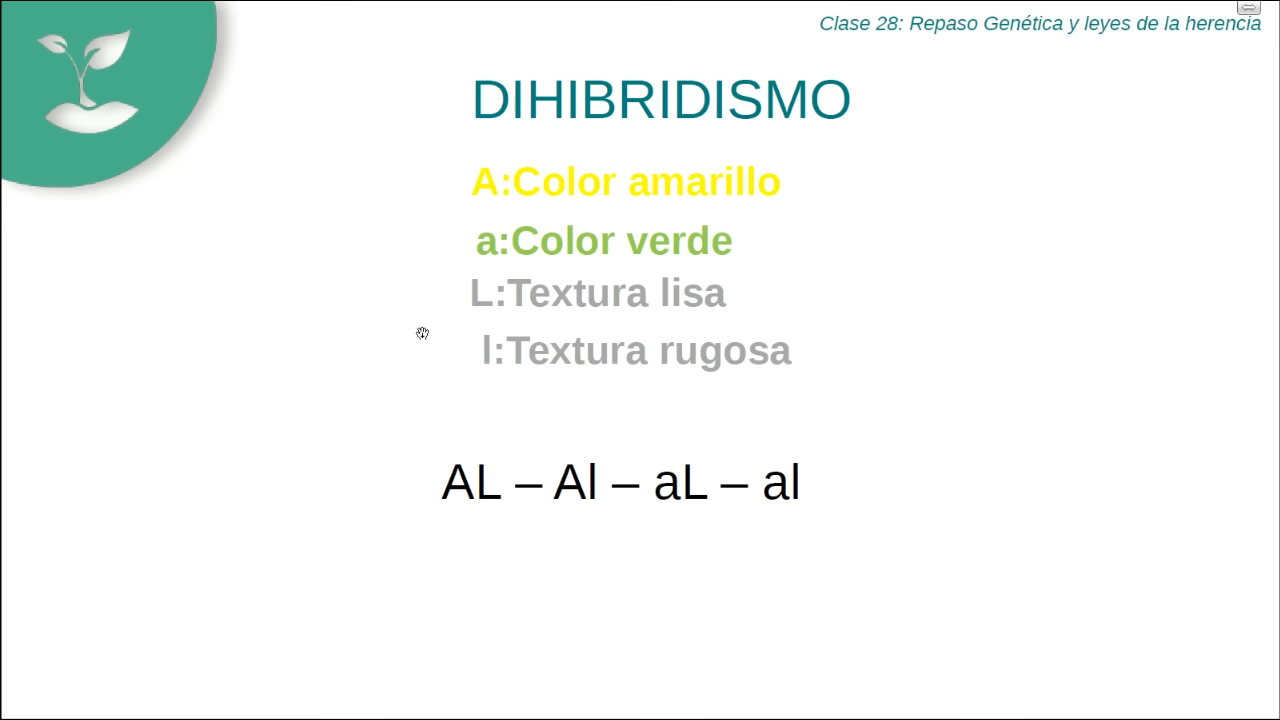 Clase 28: Repaso Genética y leyes de la herencia
DIHIBRIDISMO
A:Color amarillo
a:Color verde
L:Textura lisa
l:Textura rugosa
AL – Al – aL – al